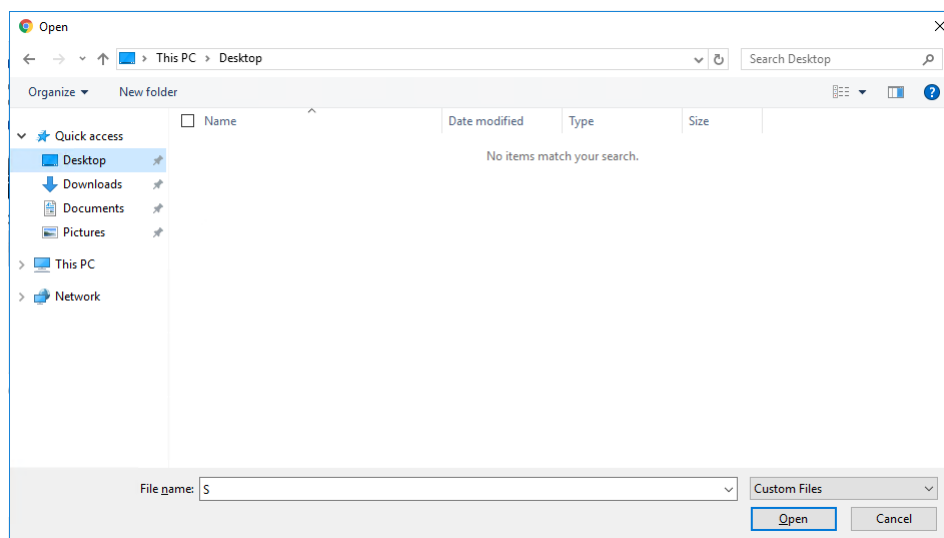 Open
This PC > Desktop
Search Desktop
Organize
New folder
Name
Date modified
Type
Size
No items match your search.
Quick access
Desktop
Downloads
Documents
Pictures
This PC
Network
File name: S
Custom Files
Open
Cancel